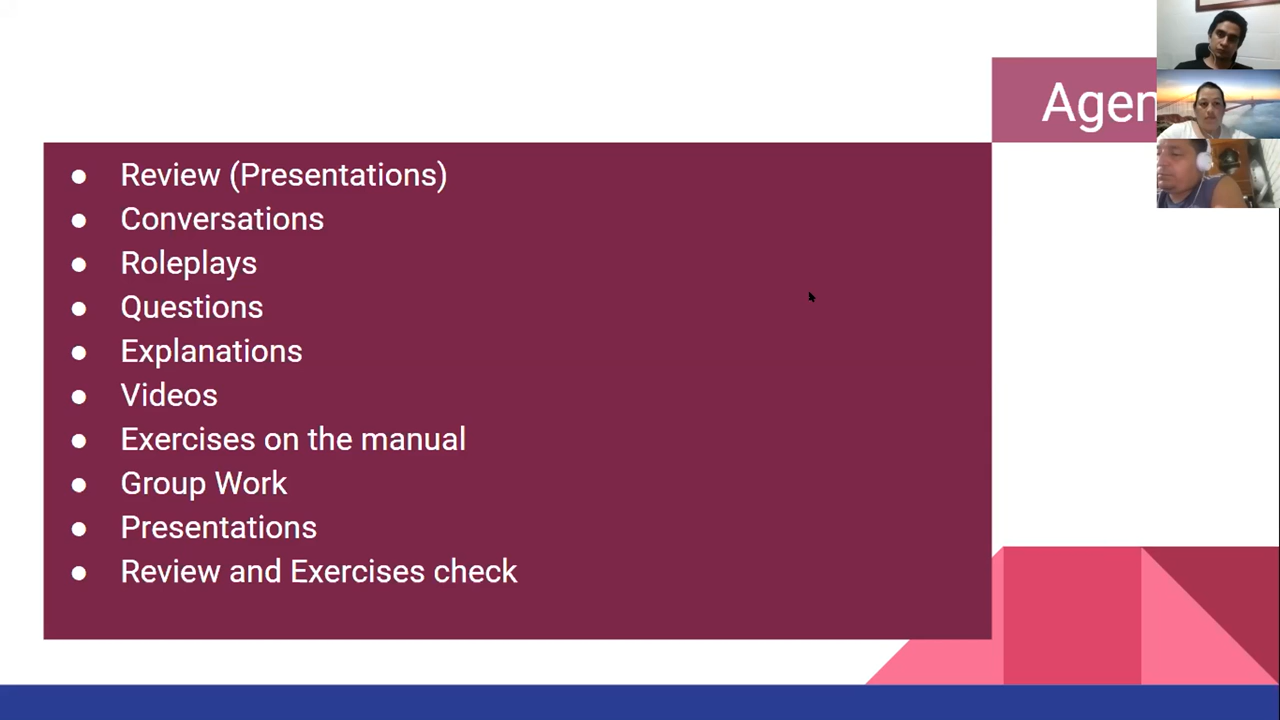 Agen
Review (Presentations)
Conversations
Roleplays
Questions
Explanations
Videos
Exercises on the manual
Group Work
Presentations
Review and Exercises check